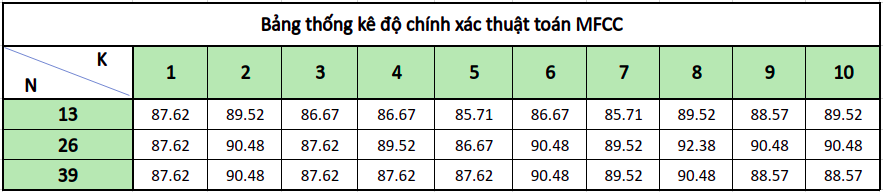 Bảng thống kê độ chính xác thuật toán MFCC
K
N
1 2 3 4 5 6 7 8 9 10
13 87.62 89.52 86.67 86.67 85.71 86.67 85.71 89.52 88.57 89.52
26 87.62 90.48 87.62 89.52 86.67 90.48 89.52 92.38 90.48 90.48
39 87.62 90.48 87.62 87.62 87.62 90.48 89.52 90.48 88.57 88.57